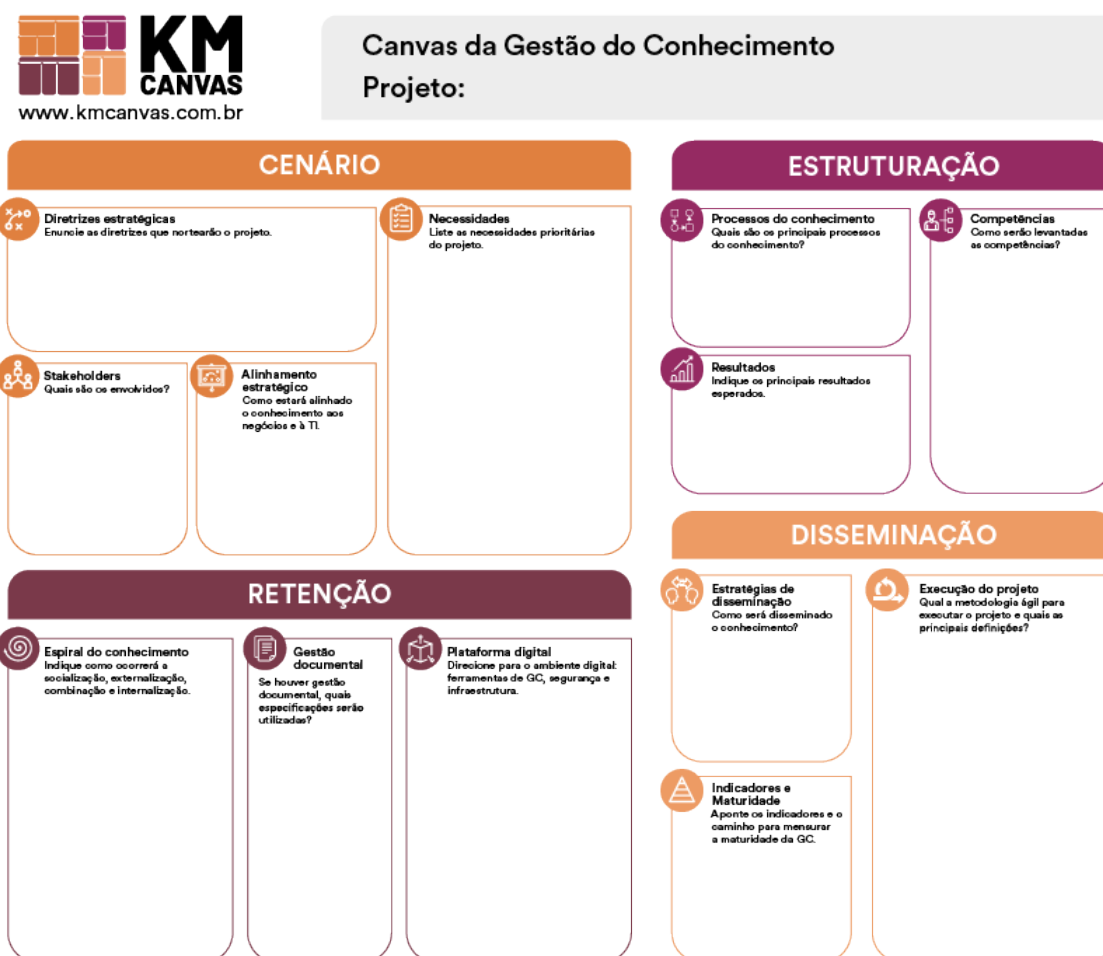 KM
CANVAS
www.kmcanvas.com.br
Canvas da Gestão do Conhecimento
Projeto:
CENÁRIO
Diretrizes estratégicas
Enuncie as diretrizes que nortearão o projeto.
Necessidades
Liste as necessidades prioritárias
do projeto.
Stakeholders
Quais são os envolvidos?
Alinhamento
estratégico
Como estará alinhado
o conhecimento aos
negócios e à TI.
ESTRUTURAÇÃO
Processos do conhecimento
Quais são os principais processos
do conhecimento?
Competências
Como serão levantadas
as competências?
Resultados
Indique os principais resultados
esperados.
RETENÇÃO
Espiral do conhecimento
Indique como ocorrerá a
socialização, externalização,
combinação e internalização.
Gestão
documental
Se houver gestão
documental, quais
especificações serão
utilizadas?
Plataforma digital
Direcione para o ambiente digital:
ferramentas de GC, segurança e
infraestrutura.
DISSEMINAÇÃO
Estratégias de
disseminação
Como será disseminado
o conhecimento?
Execução do projeto
Qual a metodologia ágil para
executar o projeto e quais as
principais definições?
Indicadores e
Maturidade
Aponte os indicadores e o
caminho para mensurar
a maturidade da GC.